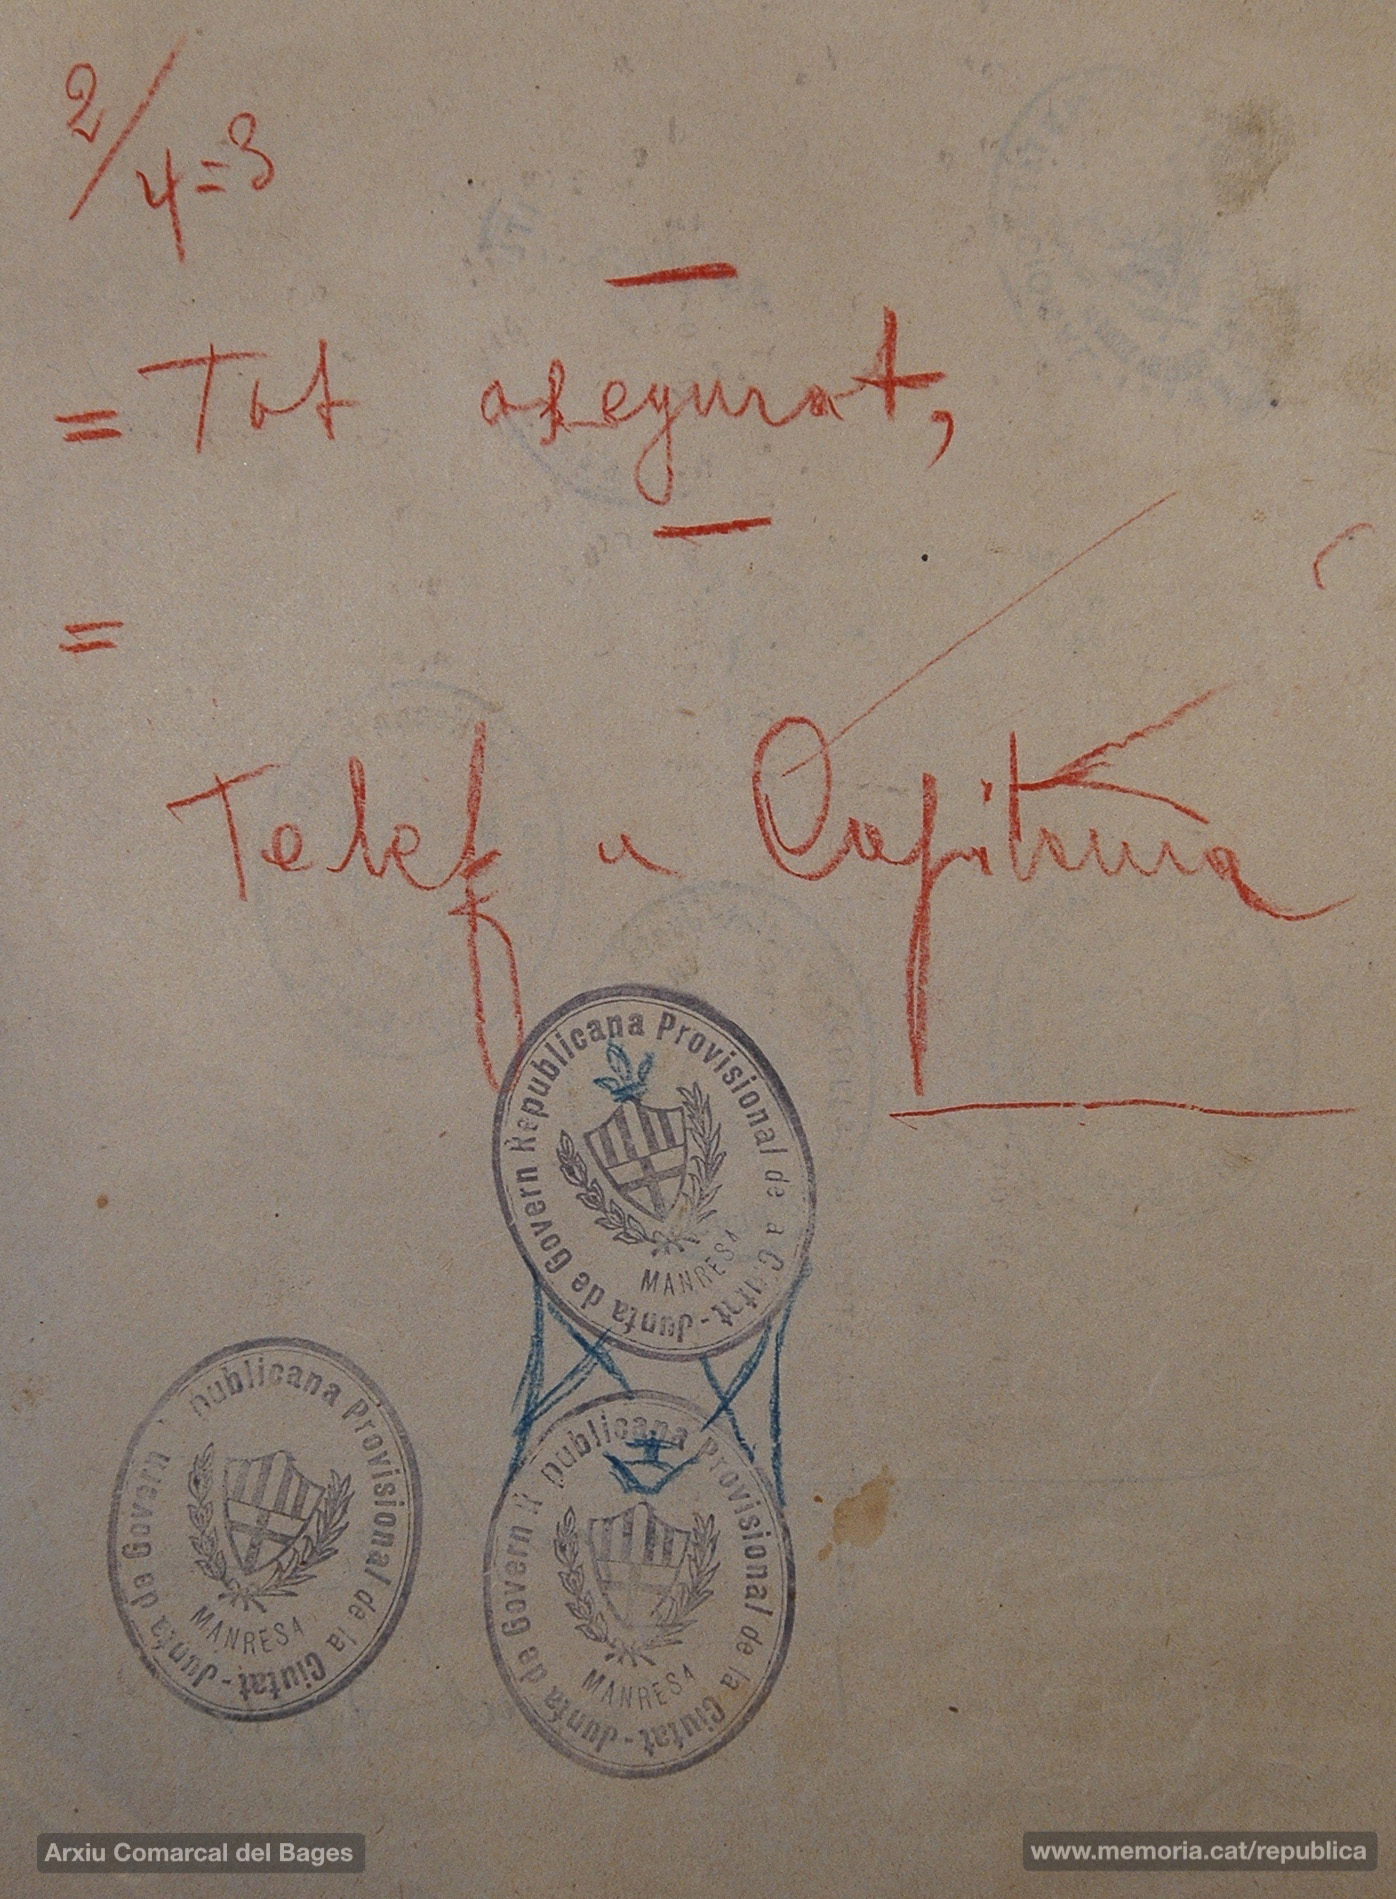 2/4=3
= Tot asegurat,
=
Telef a Capitania
Junta de Govern Republicana Provisional de la Ciutat -
MANRESA
Junta de Govern R publicana Provisional de la Ciutat -
MANRESA
Junta de Govern R publicana Provisional de la Ciutat -
MANRESA
Arxiu Comarcal del Bages
www.memoria.cat/republica